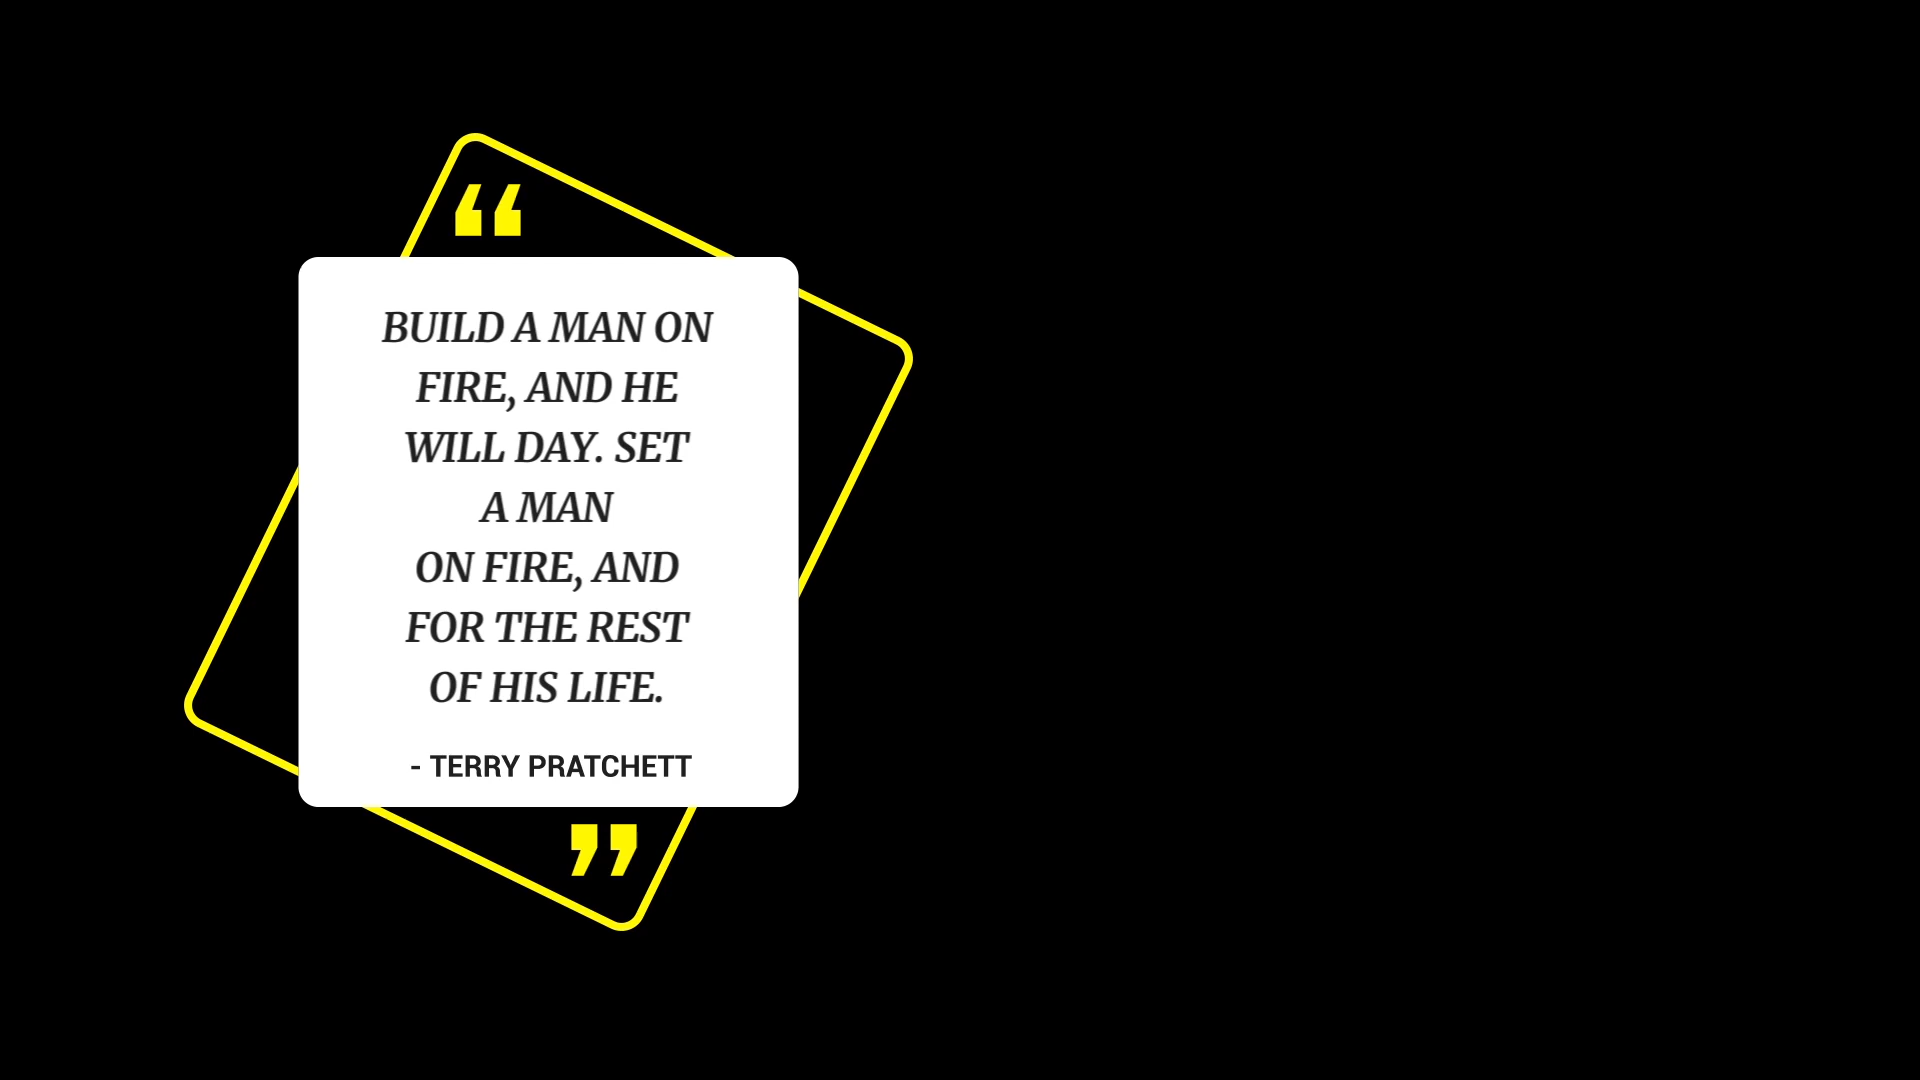 “
BUILD A MAN ON
FIRE, AND HE
WILL DAY. SET
A MAN
ON FIRE, AND
FOR THE REST
OF HIS LIFE.
- TERRY PRATCHETT
”